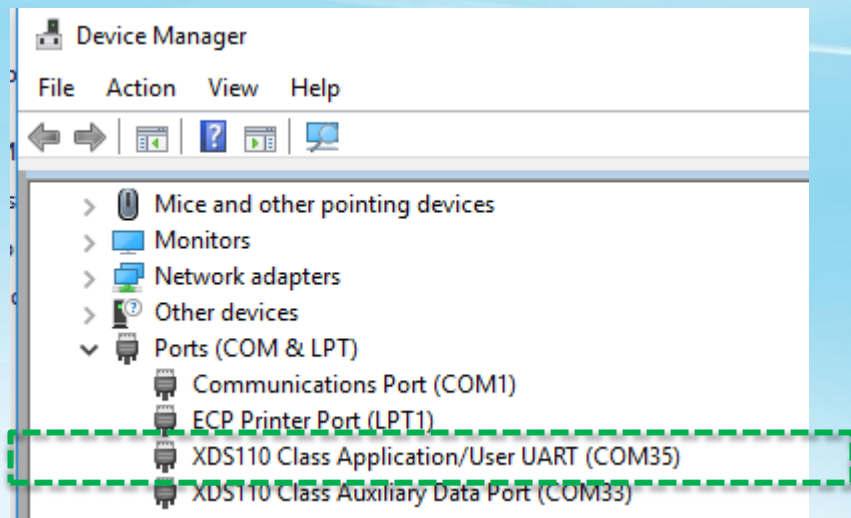 Device Manager
File Action View Help
Mice and other pointing devices
Monitors
Network adapters
Other devices
Ports (COM & LPT)
Communications Port (COM1)
ECP Printer Port (LPT1)
XDS110 Class Application/User UART (COM35)
XDS110 Class Auxiliary Data Port (COM33)